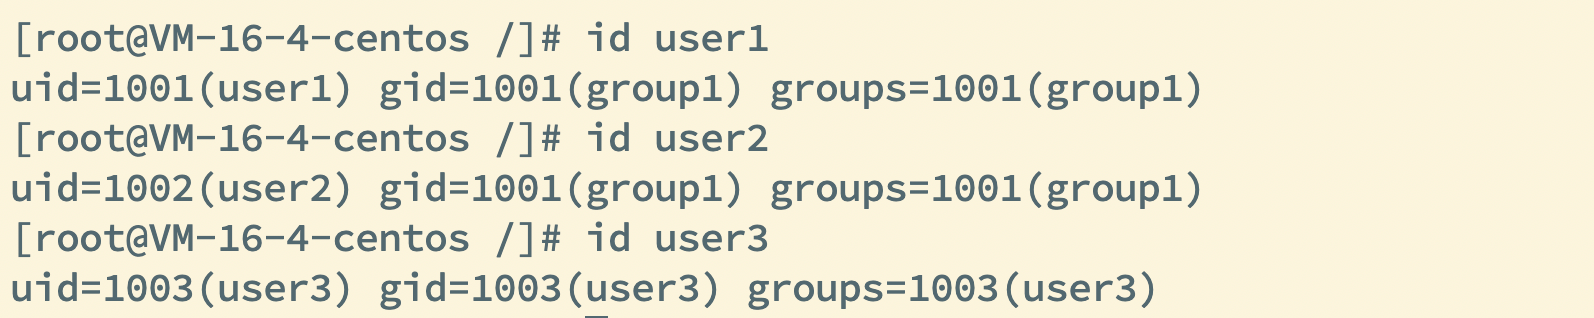 [root@VM-16-4-centos /]# id user1
uid=1001(user1) gid=1001(group1) groups=1001(group1)
[root@VM-16-4-centos /]# id user2
uid=1002(user2) gid=1001(group1) groups=1001(group1)
[root@VM-16-4-centos /]# id user3
uid=1003(user3) gid=1003(user3) groups=1003(user3)